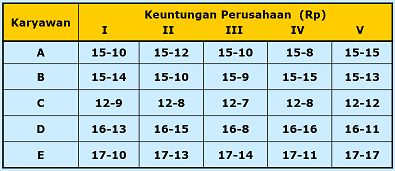 Karyawan Keuntungan Perusahaan (Rp)
I II III IV V
A 15-10 15-12 15-10 15-8 15-15
B 15-14 15-10 15-9 15-15 15-13
C 12-9 12-8 12-7 12-8 12-12
D 16-13 16-15 16-8 16-16 16-11
E 17-10 17-13 17-14 17-11 17-17